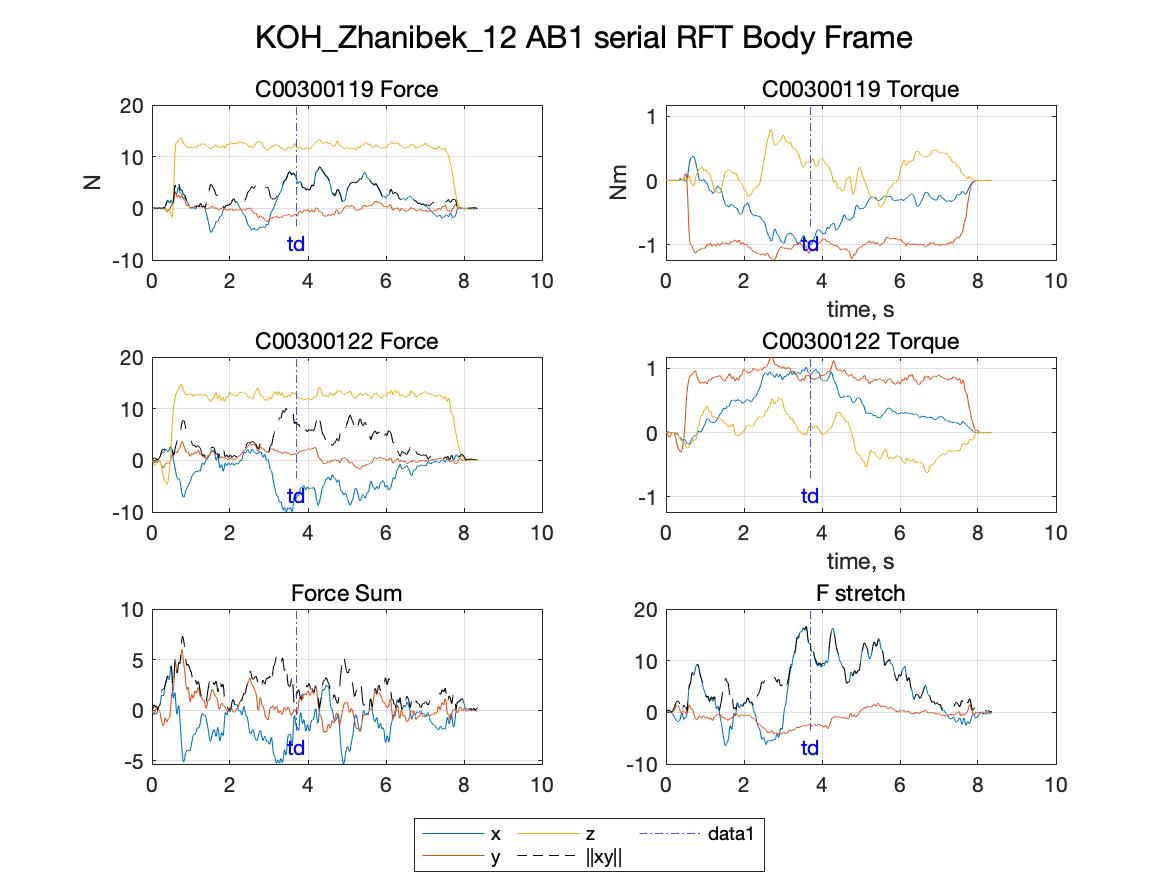 KOH_Zhanibek_12 AB1 serial RFT Body Frame
C00300119 Force
20
10
0
-10
N
td
0 2 4 6 8 10
C00300119 Torque
1
0
-1
Nm
td
0 2 4 6 8 10
time, s
C00300122 Force
20
10
0
-10
td
0 2 4 6 8 10
C00300122 Torque
1
0
-1
td
0 2 4 6 8 10
time, s
Force Sum
10
5
0
-5
td
0 2 4 6 8 10
F stretch
20
10
0
-10
td
0 2 4 6 8 10
x z data1
y ||xy||